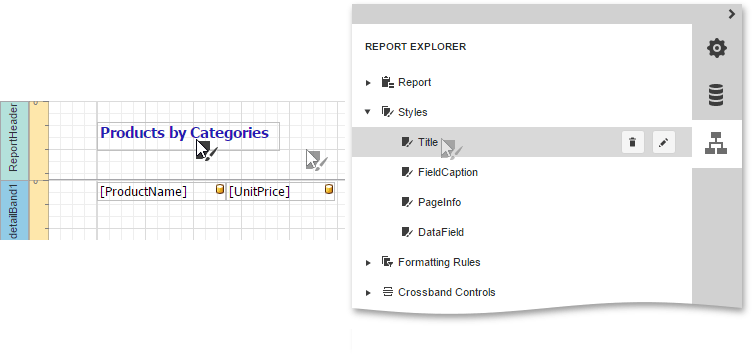 ReportHeader
Products by Categories
detailBand1
[ProductName]
[UnitPrice]
REPORT EXPLORER
Report
Styles
Title
FieldCaption
PageInfo
DataField
Formatting Rules
Crossband Controls